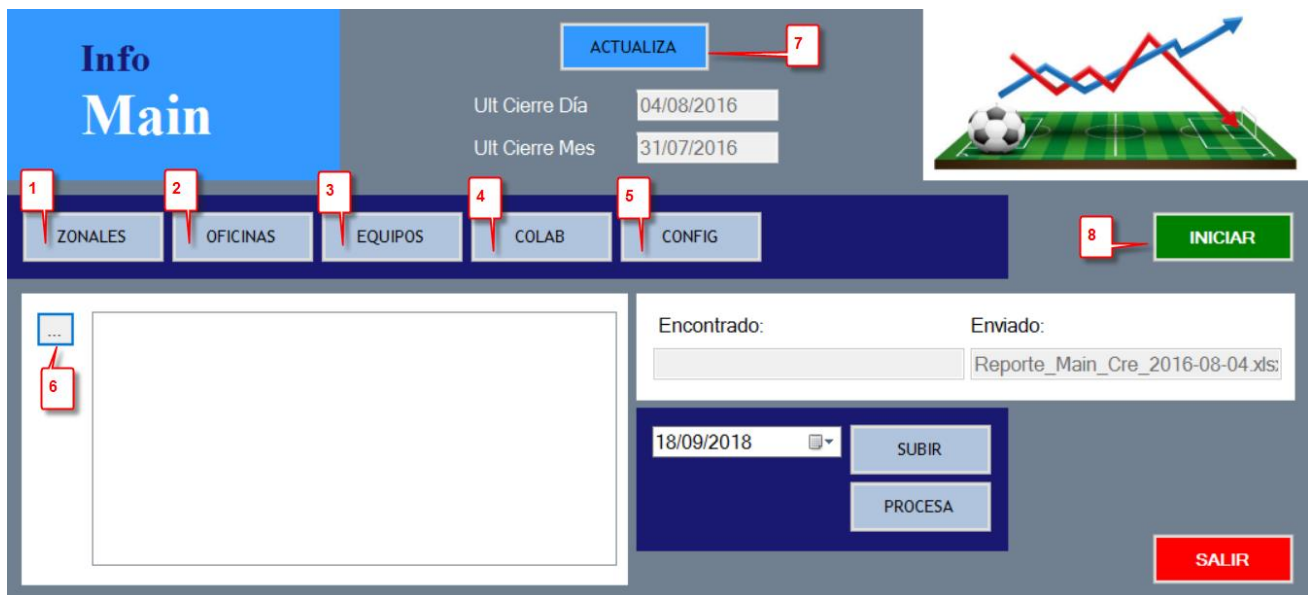 Info
Main
ACTUALIZA
7
Ult Cierre Día 04/08/2016
Ult Cierre Mes 31/07/2016
1 2 3 4 5
ZONALES OFICINAS EQUIPOS COLAB CONFIG
8 INICIAR
...
6
Encontrado: Enviado:
Reporte_Main_Cre_2016-08-04.xls
18/09/2018
SUBIR
PROCESA
SALIR